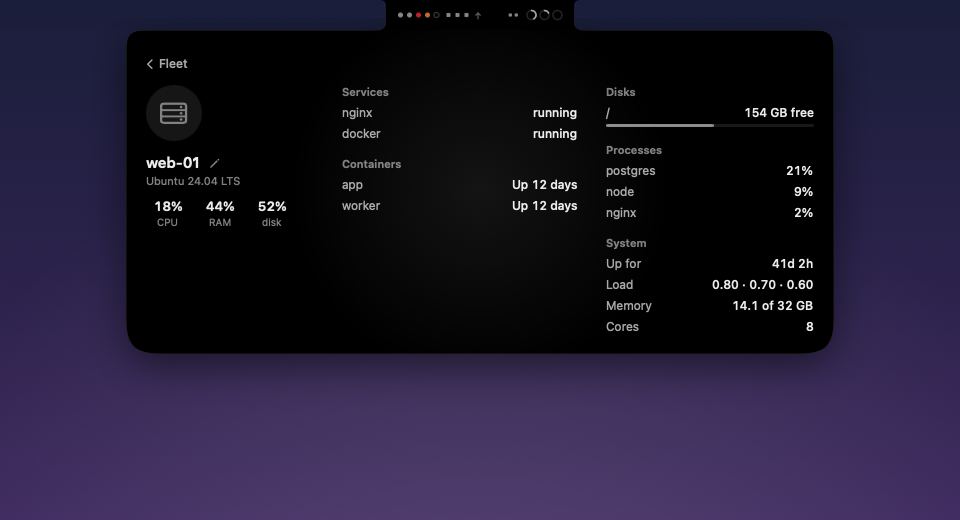 Fleet
web-01
Ubuntu 24.04 LTS
18% 44% 52%
CPU RAM disk
Services
nginx running
docker running
Containers
app Up 12 days
worker Up 12 days
Disks
/ 154 GB free
Processes
postgres 21%
node 9%
nginx 2%
System
Up for 41d 2h
Load 0.80 · 0.70 · 0.60
Memory 14.1 of 32 GB
Cores 8